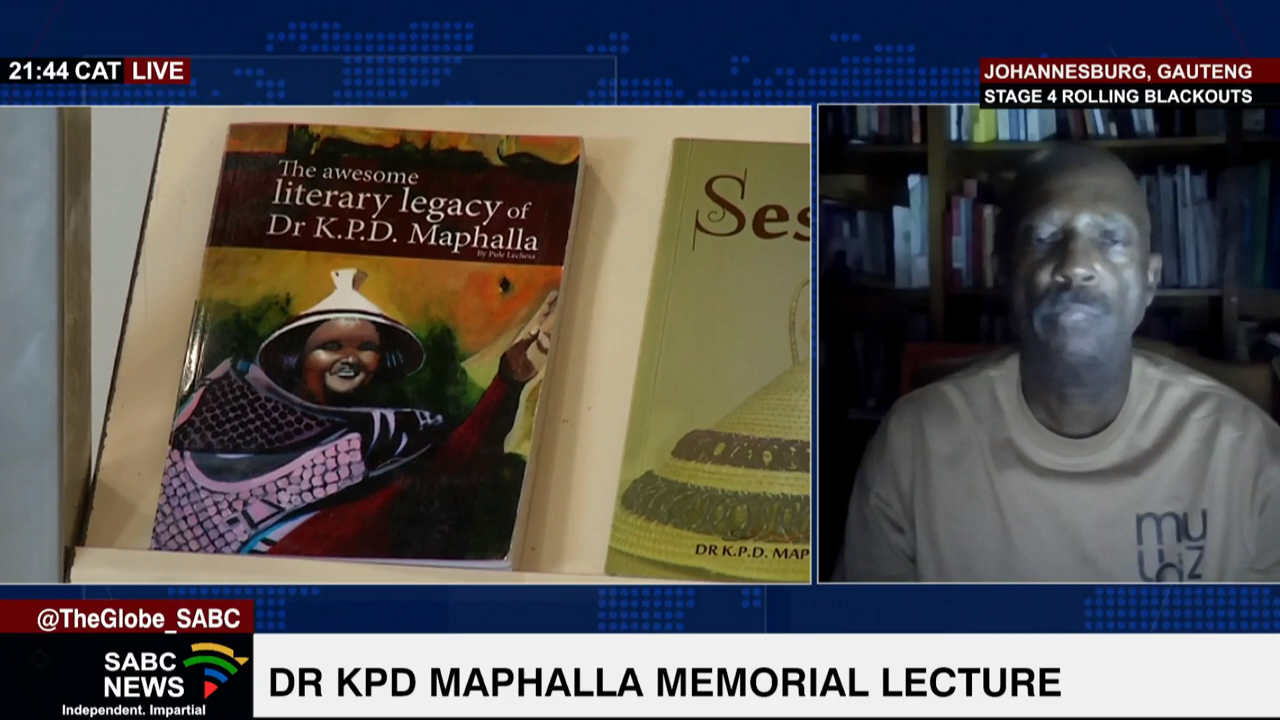 21:44 CAT LIVE
JOHANNESBURG, GAUTENG
STAGE 4 ROLLING BLACKOUTS
The awesome
literary legacy of
Dr K.P.D. Maphalla
By Pule Lechesa
Ses
DR K.P.D. MAP
mu
@TheGlobe_SABC
SABC
NEWS
Independent. Impartial
DR KPD MAPHALLA MEMORIAL LECTURE